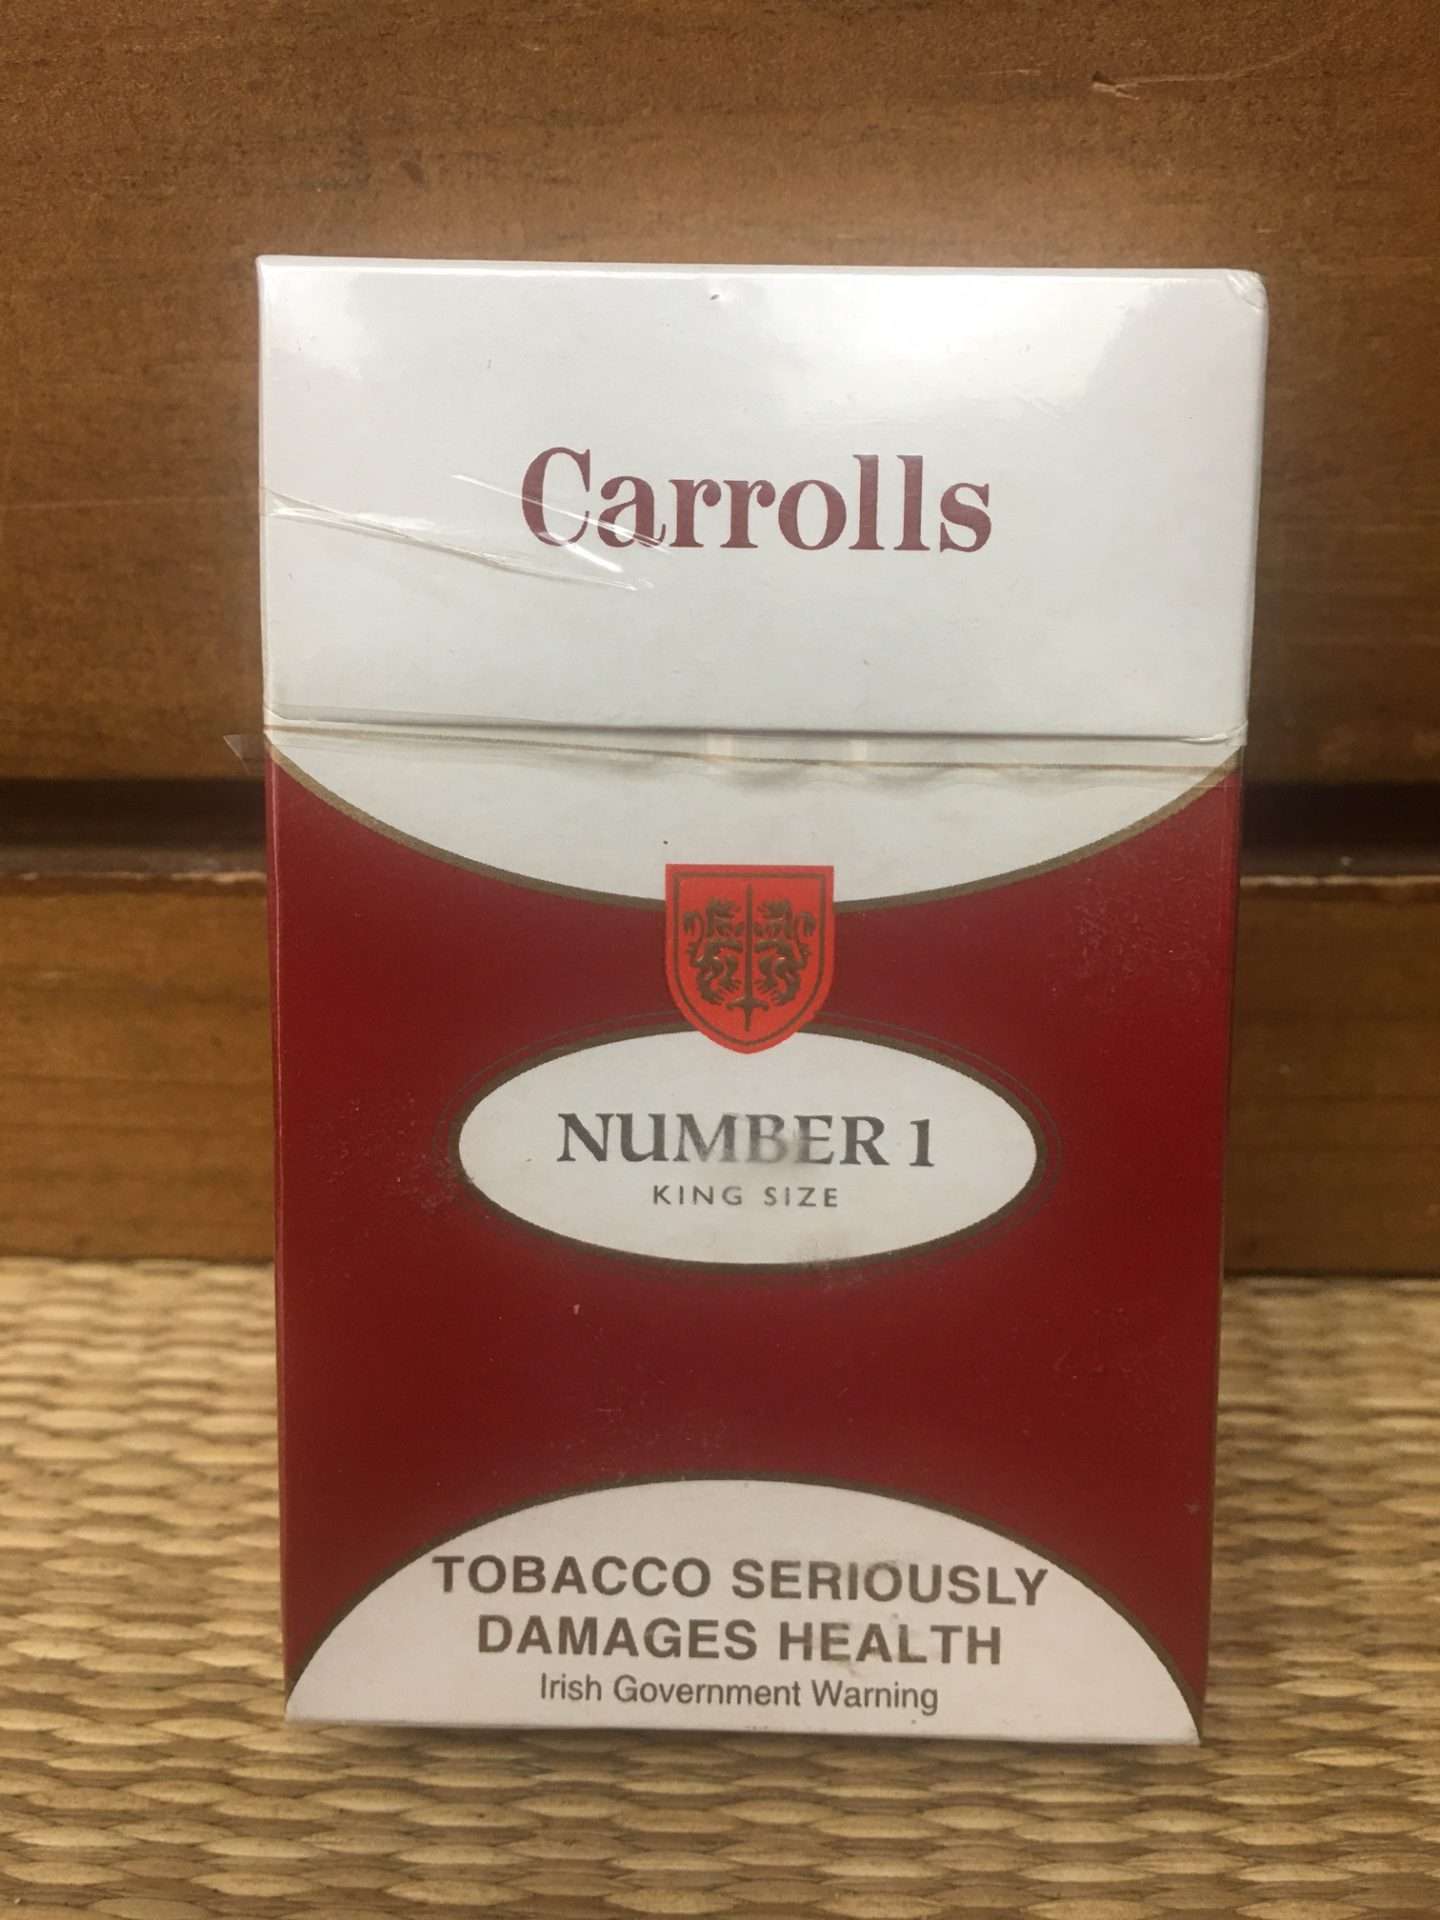 Carrolls
NUMBER 1
KING SIZE
TOBACCO SERIOUSLY
DAMAGES HEALTH
Irish Government Warning